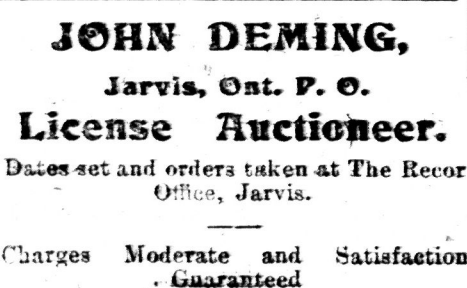 JOHN DEMING,
Jarvis, Ont. P. O.
License Auctioneer.
Dates set and orders taken at The Recor
Office, Jarvis.
Charges Moderate and Satisfaction
Guaranteed